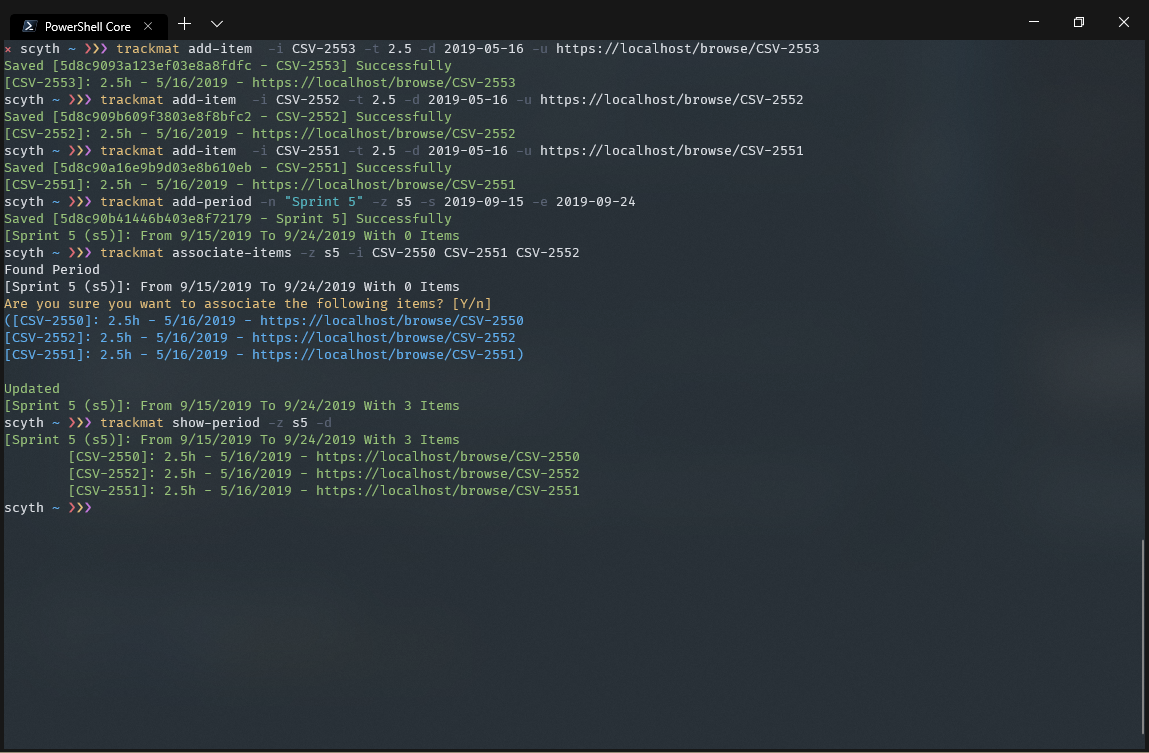 PowerShell Core
× scyth ~ ❯❯❯ trackmat add-item  -i CSV-2553 -t 2.5 -d 2019-05-16 -u https://localhost/browse/CSV-2553
Saved [5d8c9093a123ef03e8a8fdfc - CSV-2553] Successfully
[CSV-2553]: 2.5h - 5/16/2019 - https://localhost/browse/CSV-2553
scyth ~ ❯❯❯ trackmat add-item  -i CSV-2552 -t 2.5 -d 2019-05-16 -u https://localhost/browse/CSV-2552
Saved [5d8c909b609f3803e8f8bfc2 - CSV-2552] Successfully
[CSV-2552]: 2.5h - 5/16/2019 - https://localhost/browse/CSV-2552
scyth ~ ❯❯❯ trackmat add-item  -i CSV-2551 -t 2.5 -d 2019-05-16 -u https://localhost/browse/CSV-2551
Saved [5d8c90a16e9b9d03e8b610eb - CSV-2551] Successfully
[CSV-2551]: 2.5h - 5/16/2019 - https://localhost/browse/CSV-2551
scyth ~ ❯❯❯ trackmat add-period -n "Sprint 5" -z s5 -s 2019-09-15 -e 2019-09-24
Saved [5d8c90b41446b403e8f72179 - Sprint 5] Successfully
[Sprint 5 (s5)]: From 9/15/2019 To 9/24/2019 With 0 Items
scyth ~ ❯❯❯ trackmat associate-items -z s5 -i CSV-2550 CSV-2551 CSV-2552
Found Period
[Sprint 5 (s5)]: From 9/15/2019 To 9/24/2019 With 0 Items
Are you sure you want to associate the following items? [Y/n]
([CSV-2550]: 2.5h - 5/16/2019 - https://localhost/browse/CSV-2550
[CSV-2552]: 2.5h - 5/16/2019 - https://localhost/browse/CSV-2552
[CSV-2551]: 2.5h - 5/16/2019 - https://localhost/browse/CSV-2551)
Updated
[Sprint 5 (s5)]: From 9/15/2019 To 9/24/2019 With 3 Items
scyth ~ ❯❯❯ trackmat show-period -z s5 -d
[Sprint 5 (s5)]: From 9/15/2019 To 9/24/2019 With 3 Items
[CSV-2550]: 2.5h - 5/16/2019 - https://localhost/browse/CSV-2550
[CSV-2552]: 2.5h - 5/16/2019 - https://localhost/browse/CSV-2552
[CSV-2551]: 2.5h - 5/16/2019 - https://localhost/browse/CSV-2551
scyth ~ ❯❯❯